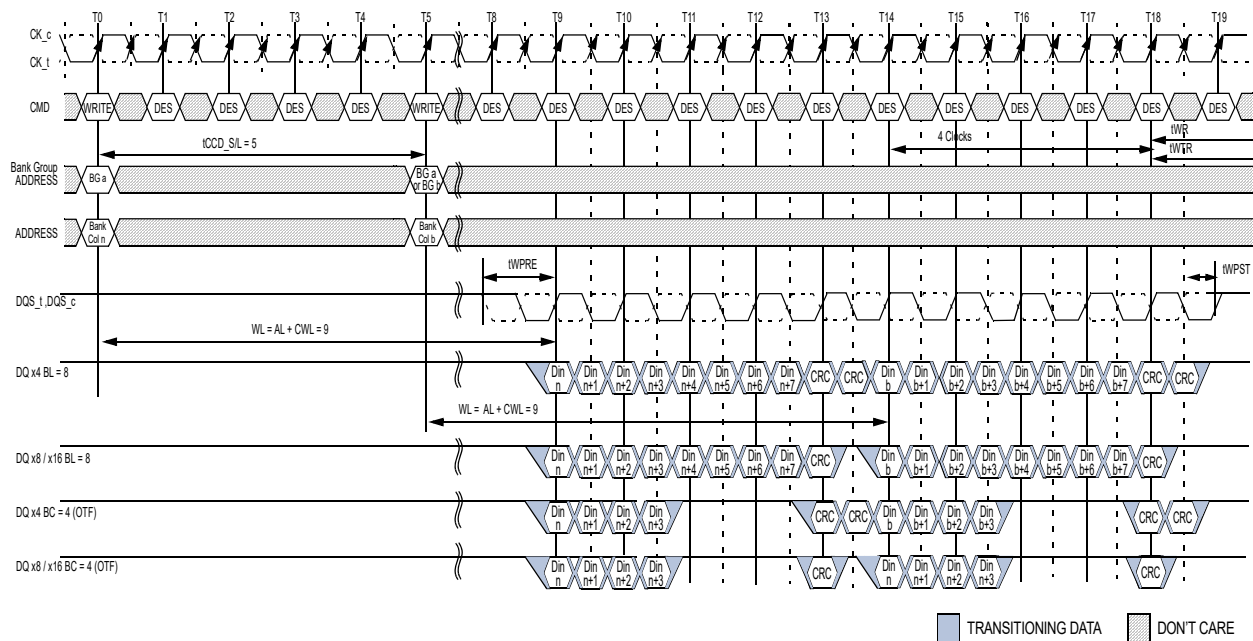 T0 T1 T2 T3 T4 T5 T8 T9 T10 T11 T12 T13 T14 T15 T16 T17 T18 T19
CK_c
CK_t
CMD WRITE DES DES DES DES WRITE DES DES DES DES DES DES DES DES DES DES DES DES
tCCD_S/L = 5
4 Clocks
tWR
tWTR
Bank Group
ADDRESS
BG a
BG a
or BG b
ADDRESS
Bank
Col n
Bank
Col b
tWPRE
tWPST
DQS_t ,DQS_c
WL = AL + CWL = 9
DQ x4 BL = 8
Din n Din n+1 Din n+2 Din n+3 Din n+4 Din n+5 Din n+6 Din n+7 CRC CRC Din b Din b+1 Din b+2 Din b+3 Din b+4 Din b+5 Din b+6 Din b+7 CRC CRC
WL = AL + CWL = 9
DQ x8 / x16 BL = 8
Din n Din n+1 Din n+2 Din n+3 Din n+4 Din n+5 Din n+6 Din n+7 CRC Din b Din b+1 Din b+2 Din b+3 Din b+4 Din b+5 Din b+6 Din b+7 CRC
DQ x4 BC = 4 (OTF)
Din n Din n+1 Din n+2 Din n+3 CRC CRC Din b Din b+1 Din b+2 Din b+3 CRC CRC
DQ x8 / x16 BC = 4 (OTF)
Din n Din n+1 Din n+2 Din n+3 CRC Din n Din n+1 Din n+2 Din n+3 CRC
TRANSITIONING DATA
DON'T CARE